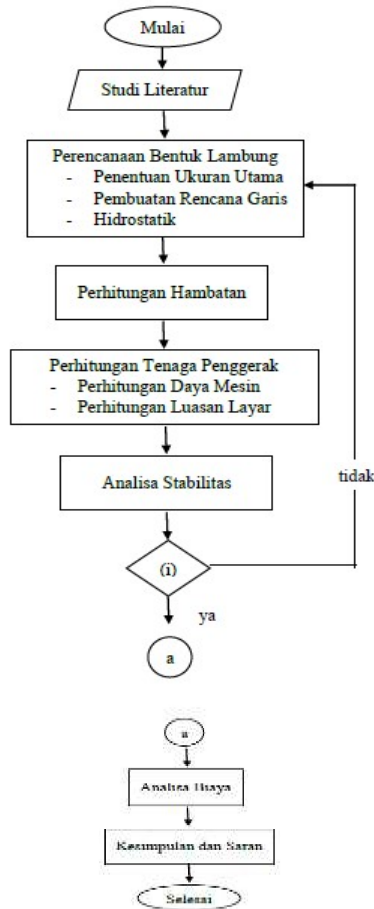 Mulai
Studi Literatur
Perencanaan Bentuk Lambung
- Penentuan Ukuran Utama
- Pembuatan Rencana Garis
- Hidrostatik
Perhitungan Hambatan
Perhitungan Tenaga Penggerak
- Perhitungan Daya Mesin
- Perhitungan Luasan Layar
Analisa Stabilitas
tidak
(i)
ya
a
a
Analisa Biaya
Kesimpulan dan Saran
Selesai